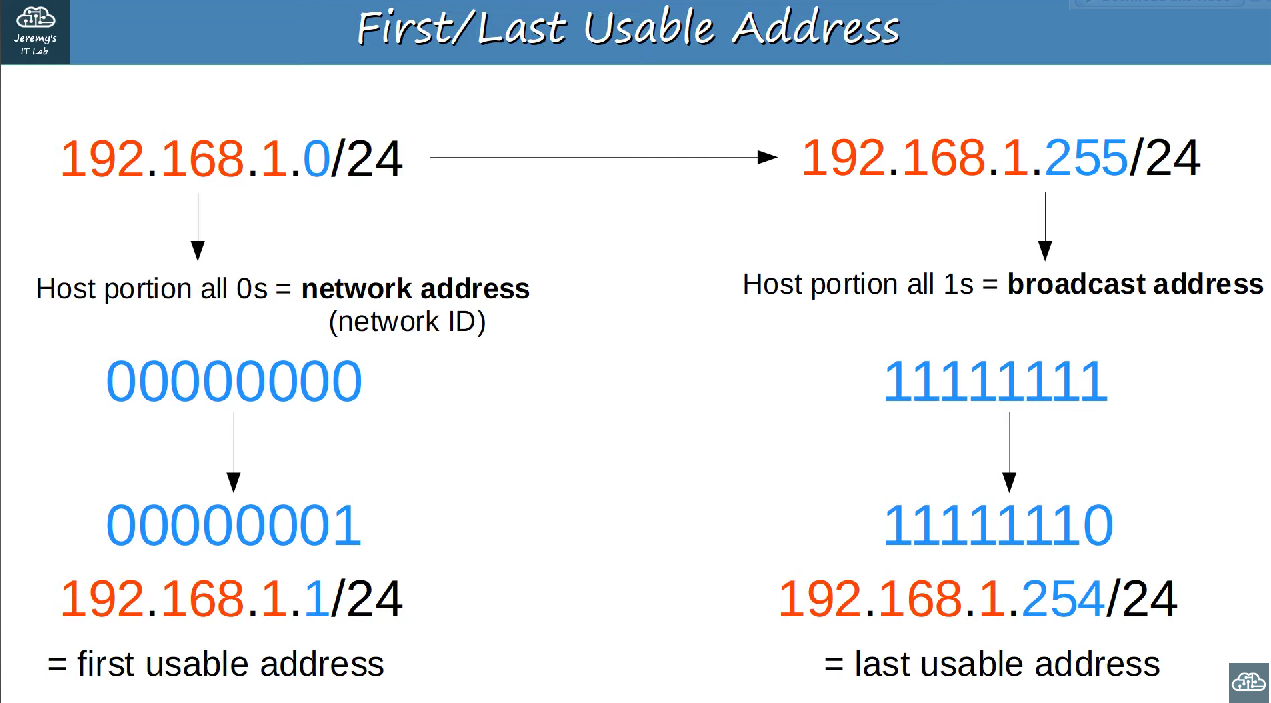 First/Last Usable Address
Jeremy's
IT Lab
192.168.1.0/24
192.168.1.255/24
Host portion all 0s = network address
(network ID)
Host portion all 1s = broadcast address
00000000
11111111
00000001
11111110
192.168.1.1/24
192.168.1.254/24
= first usable address
= last usable address